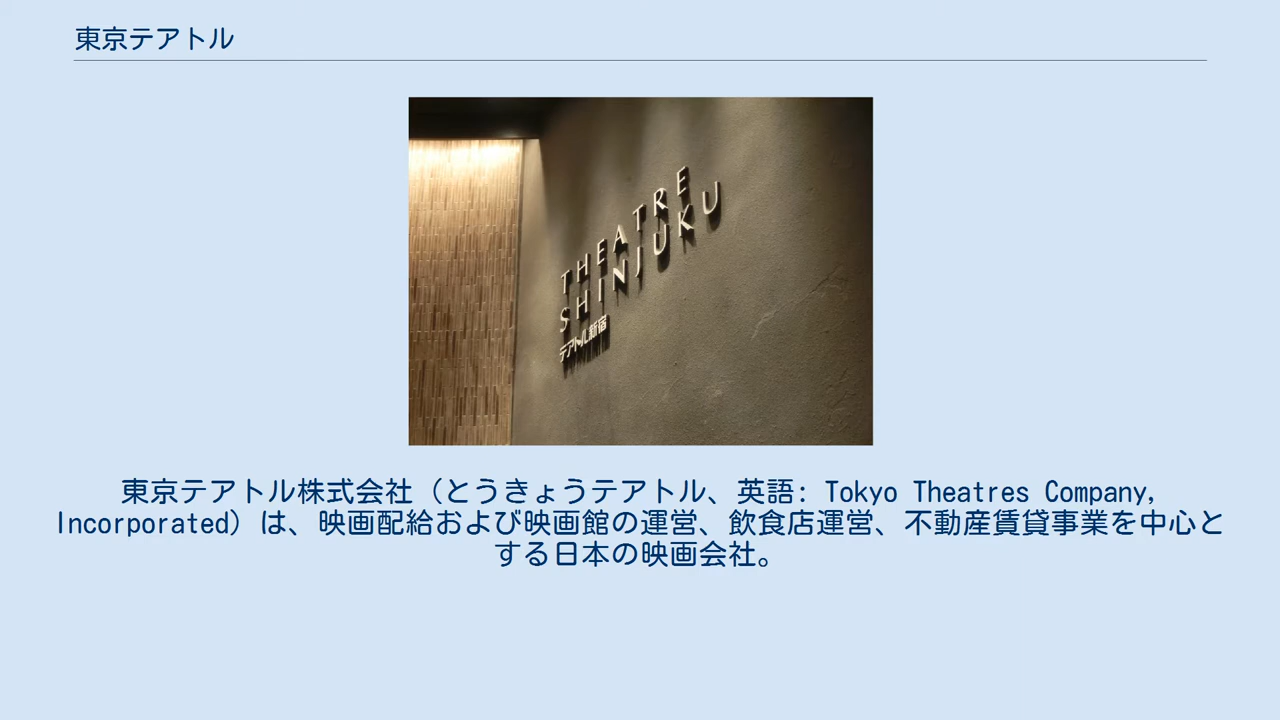 東京テアトル
THEATRE
SHINJUKU
テアトル新宿
東京テアトル株式会社（とうきょうテアトル、英語: Tokyo Theatres Company,
Incorporated）は、映画配給および映画館の運営、飲食店運営、不動産賃貸事業を中心と
する日本の映画会社。